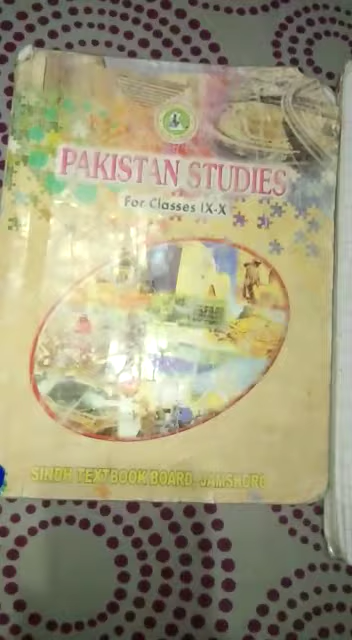 PAKISTAN STUDIES
For Classes IX-X
SINDH TEXTBOOK BOARD, JAMSHORO